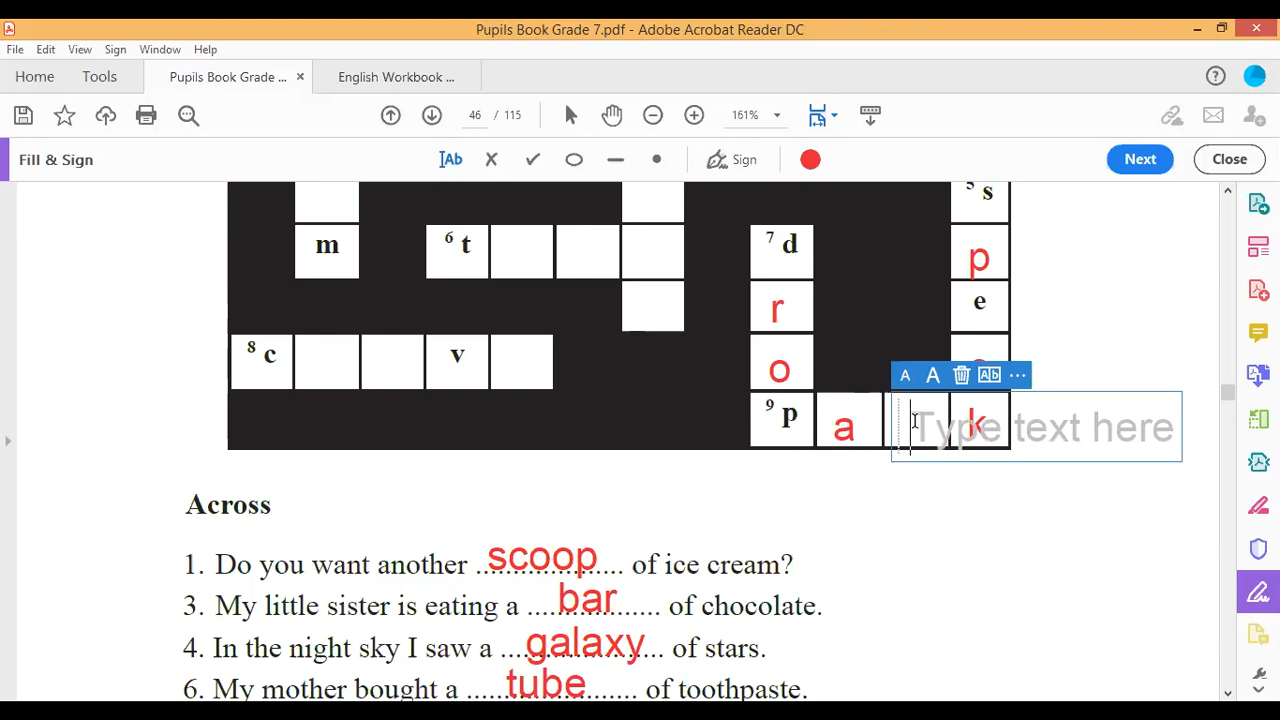 Pupils Book Grade 7.pdf - Adobe Acrobat Reader DC
File Edit View Sign Window Help
Home Tools Pupils Book Grade ... × English Workbook ...
46 / 115 161%
Fill & Sign Ab Sign Next Close
5 s
m 6 t 7 d p
r e
8 c v o
A A Ab ...
9 p a k Type text here
Across
1. Do you want another ...scoop... of ice cream?
3. My little sister is eating a ...bar... of chocolate.
4. In the night sky I saw a ...galaxy... of stars.
6. My mother bought a ...tube... of toothpaste.